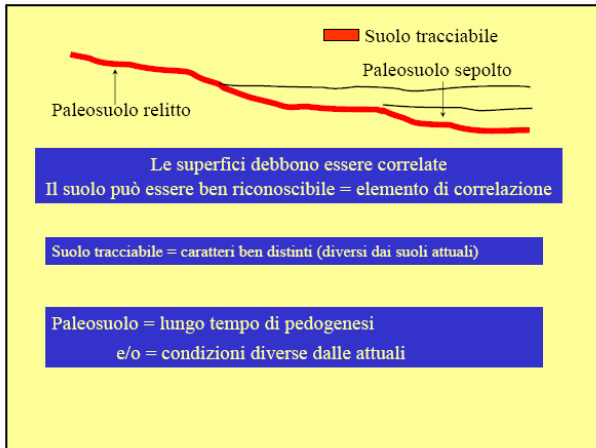 Suolo tracciabile
Paleosuolo sepolto
Paleosuolo relitto
Le superfici debbono essere correlate
Il suolo può essere ben riconoscibile = elemento di correlazione
Suolo tracciabile = caratteri ben distinti (diversi dai suoli attuali)
Paleosuolo = lungo tempo di pedogenesi
e/o = condizioni diverse dalle attuali